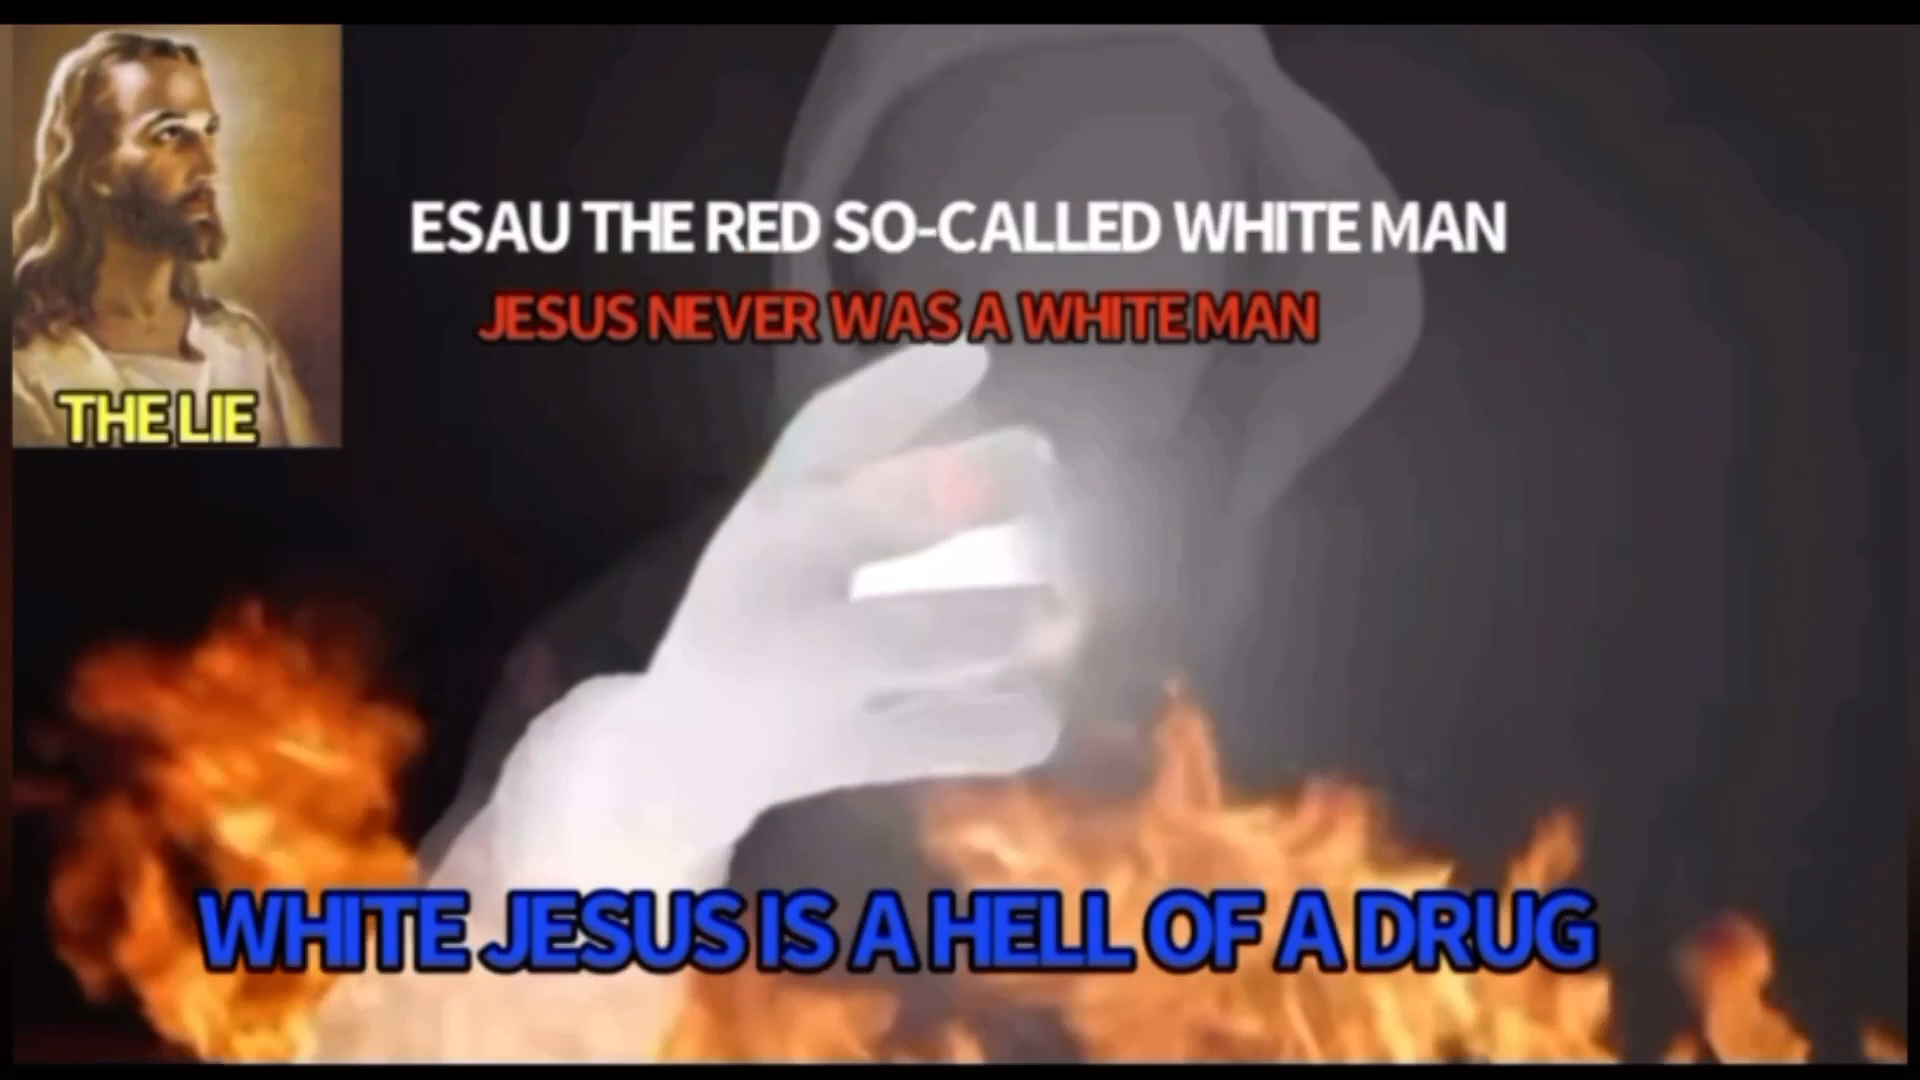 ESAU THE RED SO-CALLED WHITE MAN
JESUS NEVER WAS A WHITE MAN
THE LIE
WHITE JESUS IS A HELL OF A DRUG